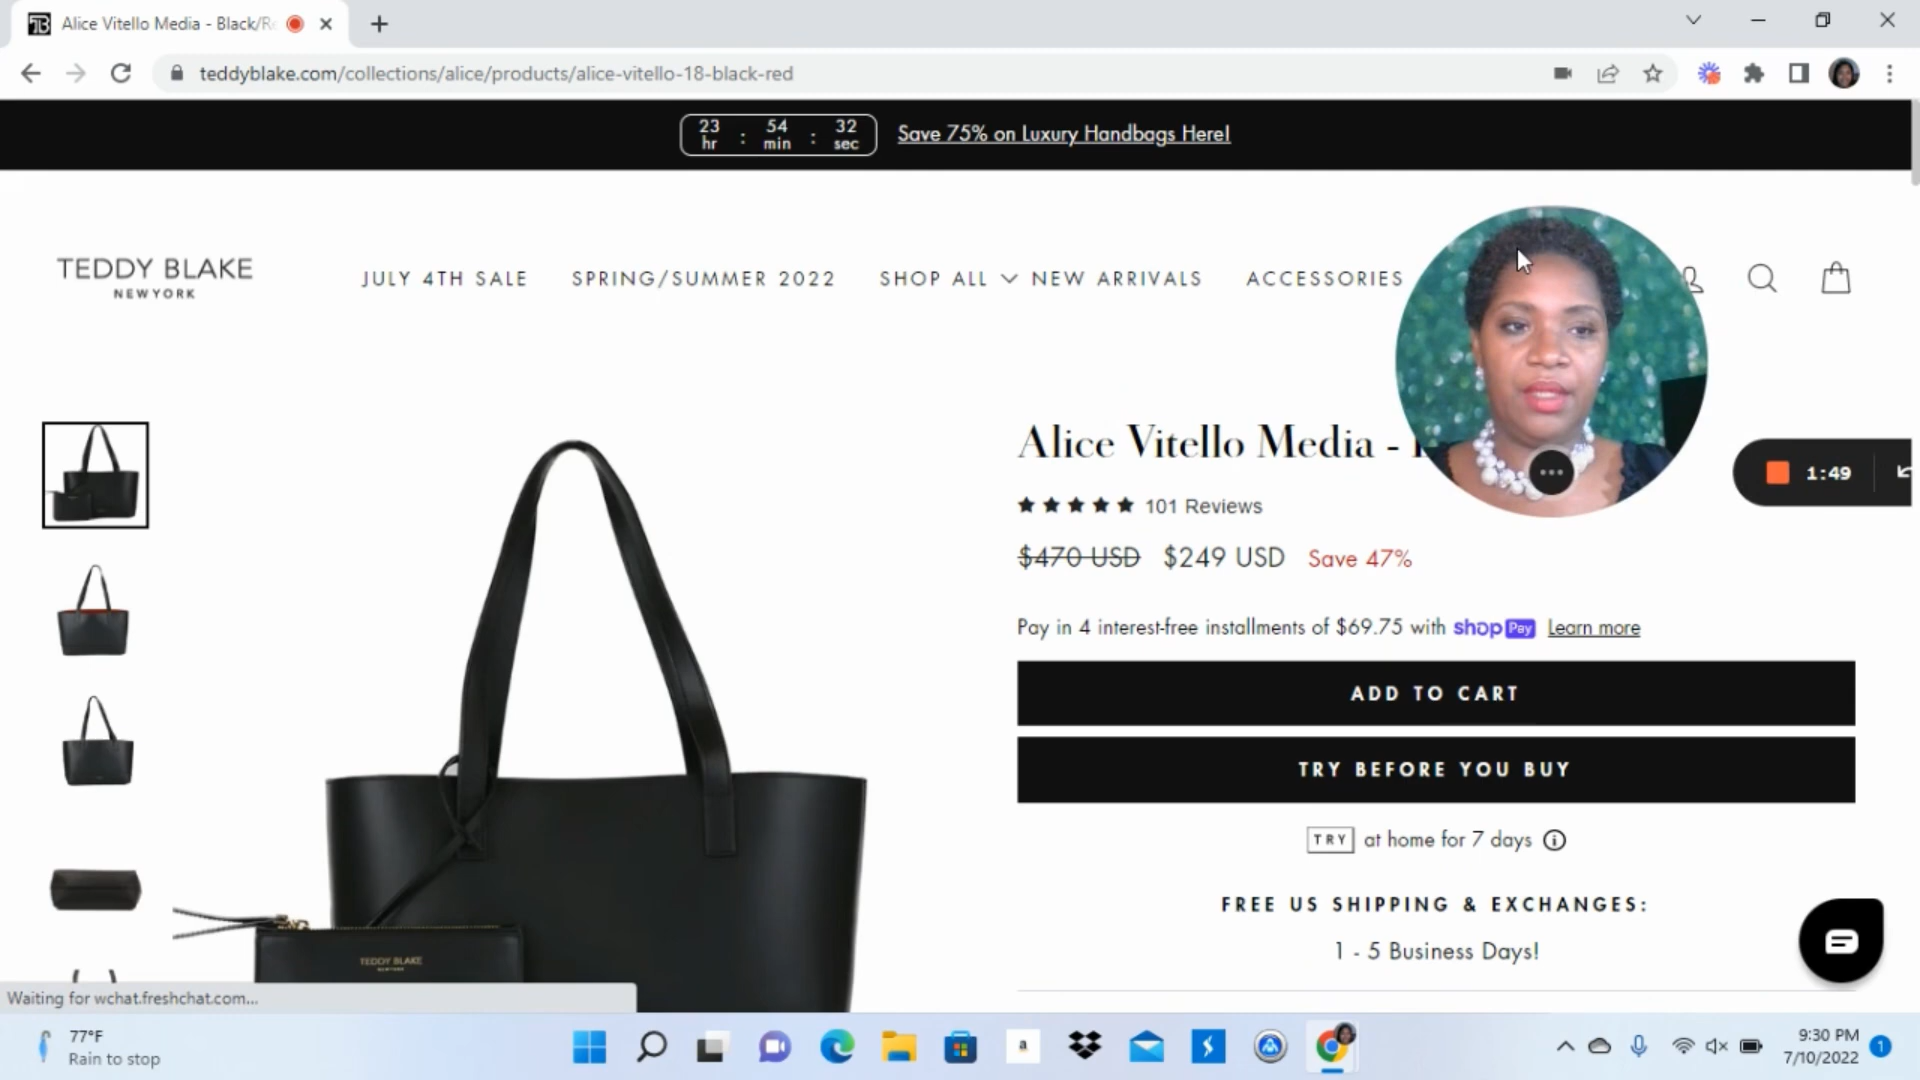 Alice Vitello Media - Black/Re
teddyblake.com/collections/alice/products/alice-vitello-18-black-red
23 hr : 54 min : 32 sec
Save 75% on Luxury Handbags Here!
TEDDY BLAKE
NEWYORK
JULY 4TH SALE
SPRING/SUMMER 2022
SHOP ALL
NEW ARRIVALS
ACCESSORIES
Alice Vitello Media -
101 Reviews
1:49
$470 USD $249 USD Save 47%
Pay in 4 interest-free installments of $69.75 with shop Pay Learn more
ADD TO CART
TRY BEFORE YOU BUY
TRY at home for 7 days
FREE US SHIPPING & EXCHANGES:
1 - 5 Business Days!
TEDDY BLAKE
NEWYORK
Waiting for wchat.freshchat.com...
77°F
Rain to stop
a
9:30 PM
7/10/2022
1